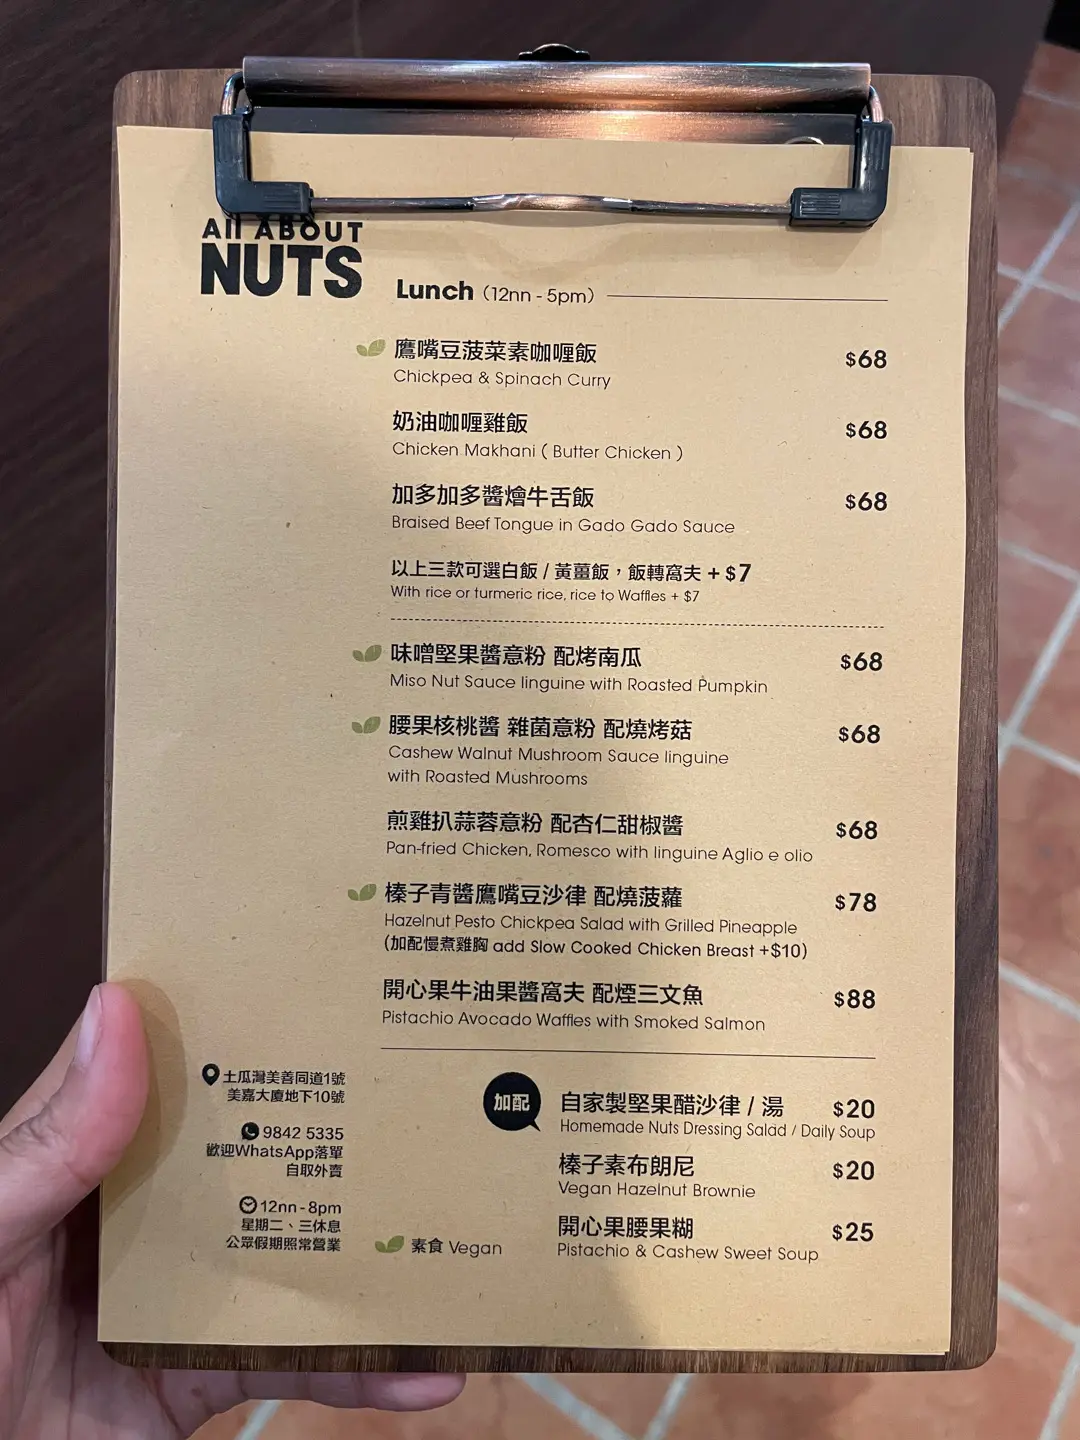 All ABOUT
NUTS
Lunch (12nn - 5pm)
鷹嘴豆菠菜素咖喱飯 $68
Chickpea & Spinach Curry
奶油咖喱雞飯 $68
Chicken Makhani ( Butter Chicken )
加多加多醬燴牛舌飯 $68
Braised Beef Tongue in Gado Gado Sauce
以上三款可選白飯 / 黃薑飯，飯轉窩夫 + $7
With rice or turmeric rice, rice to Waffles + $7
味噌堅果醬意粉 配烤南瓜 $68
Miso Nut Sauce linguine with Roasted Pumpkin
腰果核桃醬 雜菌意粉 配燒烤菇 $68
Cashew Walnut Mushroom Sauce linguine
with Roasted Mushrooms
煎雞扒蒜蓉意粉 配杏仁甜椒醬 $68
Pan-fried Chicken, Romesco with linguine Aglio e olio
榛子青醬鷹嘴豆沙律 配燒菠蘿 $78
Hazelnut Pesto Chickpea Salad with Grilled Pineapple
(加配慢煮雞胸 add Slow Cooked Chicken Breast +$10)
開心果牛油果醬窩夫 配煙三文魚 $88
Pistachio Avocado Waffles with Smoked Salmon
加配
自家製堅果醋沙律 / 湯 $20
Homemade Nuts Dressing Salad / Daily Soup
榛子素布朗尼 $20
Vegan Hazelnut Brownie
開心果腰果糊 $25
Pistachio & Cashew Sweet Soup
土瓜灣美善同道1號
美嘉大廈地下10號
9842 5335
歡迎WhatsApp落單
自取外賣
12nn - 8pm
星期二、三休息
公眾假期照常營業
素食 Vegan